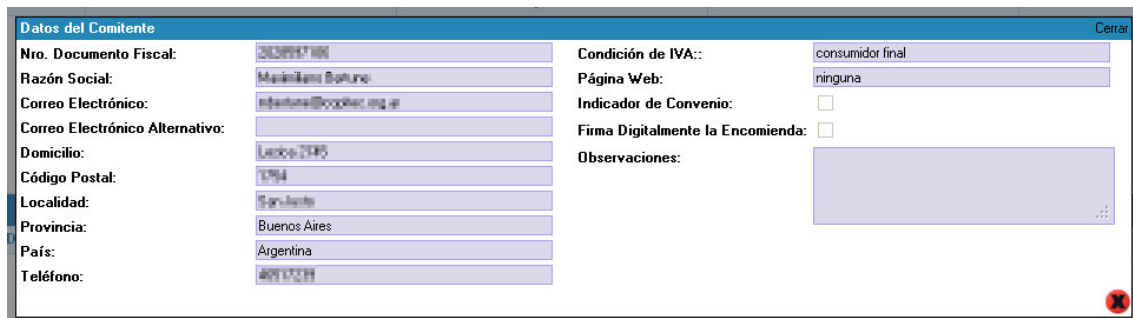 Datos del Comitente
Cerrar
Nro. Documento Fiscal:
Razón Social:
Correo Electrónico:
Correo Electrónico Alternativo:
Domicilio:
Código Postal:
Localidad:
Provincia: Buenos Aires
País: Argentina
Teléfono:
Condición de IVA:: consumidor final
Página Web: ninguna
Indicador de Convenio:
Firma Digitalmente la Encomienda:
Observaciones: